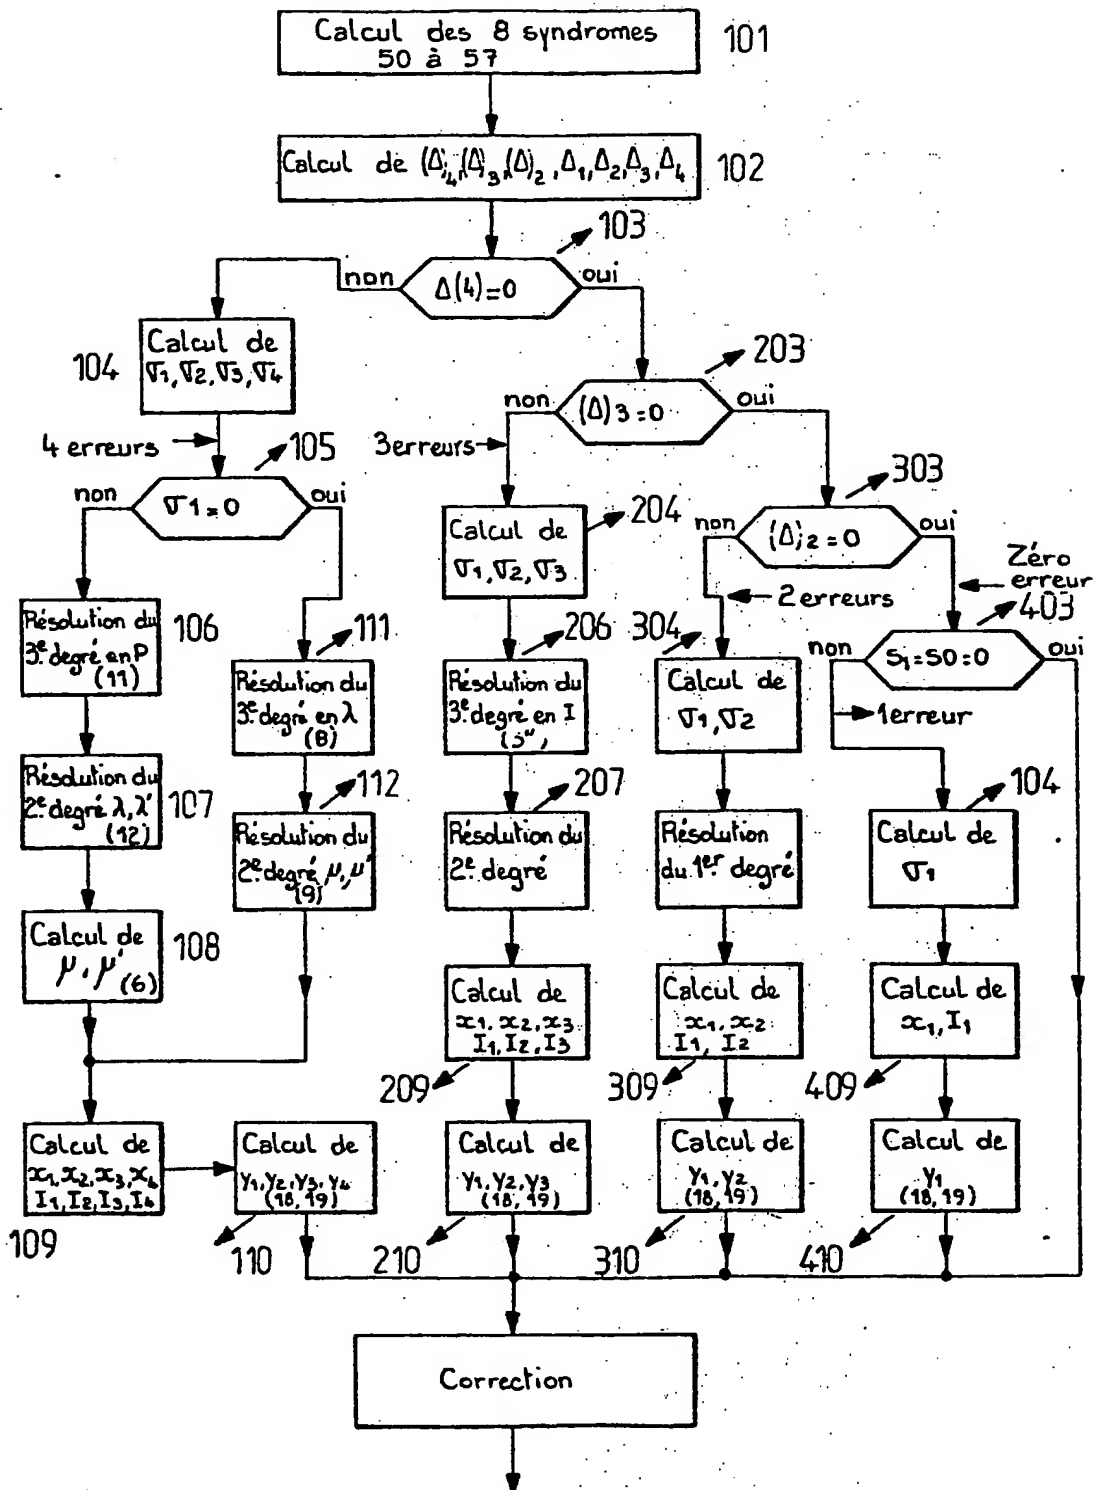 Calcul des 8 syndromes
50 à 57
101
Calcul de (Δ)4,(Δ)3,(Δ)2,Δ1,Δ2,Δ3,Δ4
102
103
non
Δ(4)=0
oui
104
Calcul de
σ1,σ2,σ3,σ4
203
non
(Δ)3=0
oui
4 erreurs
105
3erreurs
non
σ1=0
oui
303
204
Calcul de
σ1,σ2,σ3
non
(Δ)2=0
oui
Zéro
erreur
2 erreurs
403
Résolution du
3e degré en P
(11)
106
111
206
304
non
S1=S0=0
oui
Résolution du
3e degré en λ
(8)
Résolution du
3e degré en I
Calcul de
σ1,σ2
1erreur
Résolution du
2e degré λ,λ'
(12)
107
112
207
104
Résolution du
2e degré μ,μ'
(9)
Résolution du
2e degré
Résolution
du 1er degré
Calcul de
σ1
Calcul de
μ,μ' (6)
108
Calcul de
x1,x2,x3
I1,I2,I3
Calcul de
x1,x2
I1,I2
Calcul de
x1,I1
209
309
409
Calcul de
x1,x2,x3,x4
I1,I2,I3,I4
Calcul de
y1,y2,y3,y4
(18,19)
Calcul de
y1,y2,y3
(18,19)
Calcul de
y1,y2
(18,19)
Calcul de
y1
(18,19)
109
110
210
310
410
Correction